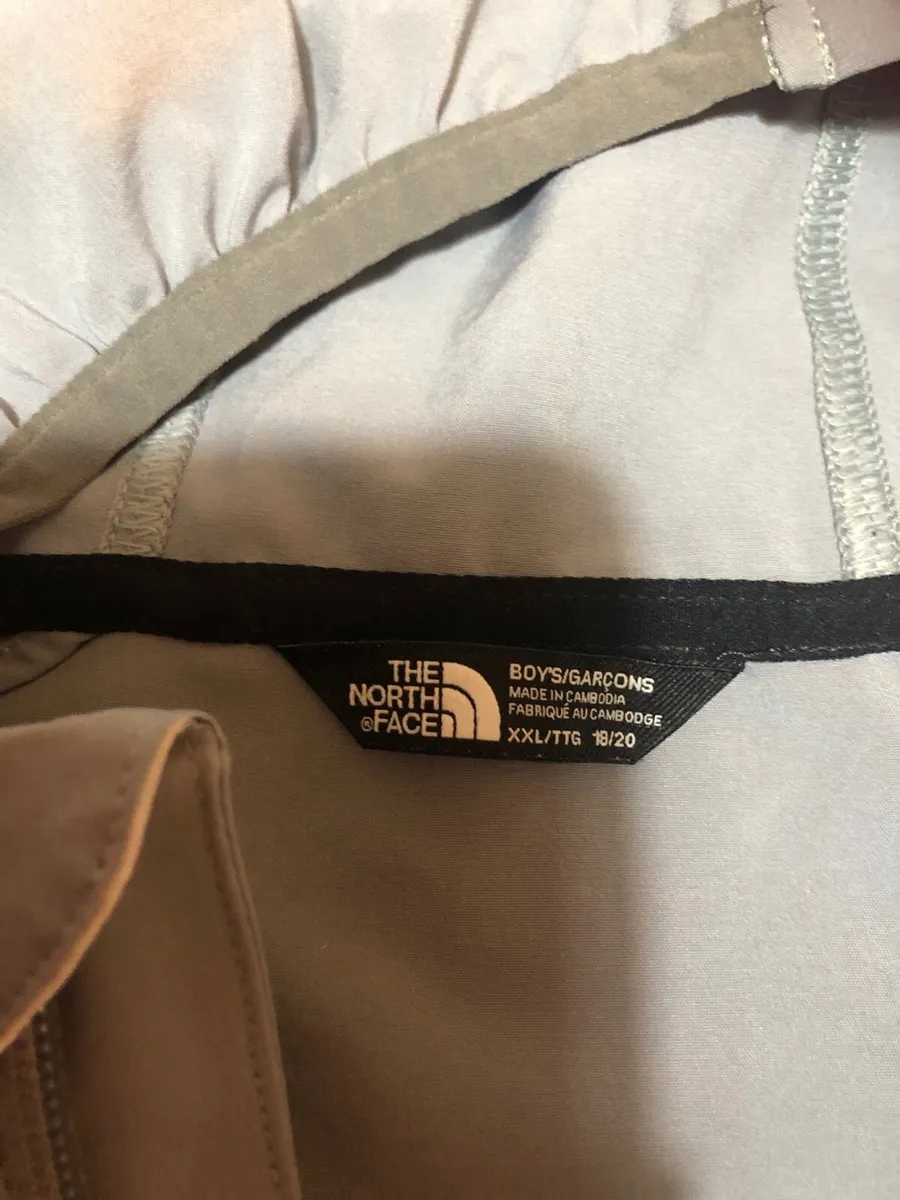 THE
NORTH
®FACE
BOY'S/GARÇONS
MADE IN CAMBODIA
FABRIQUÉ AU CAMBODGE
XXL/TTG 18/20